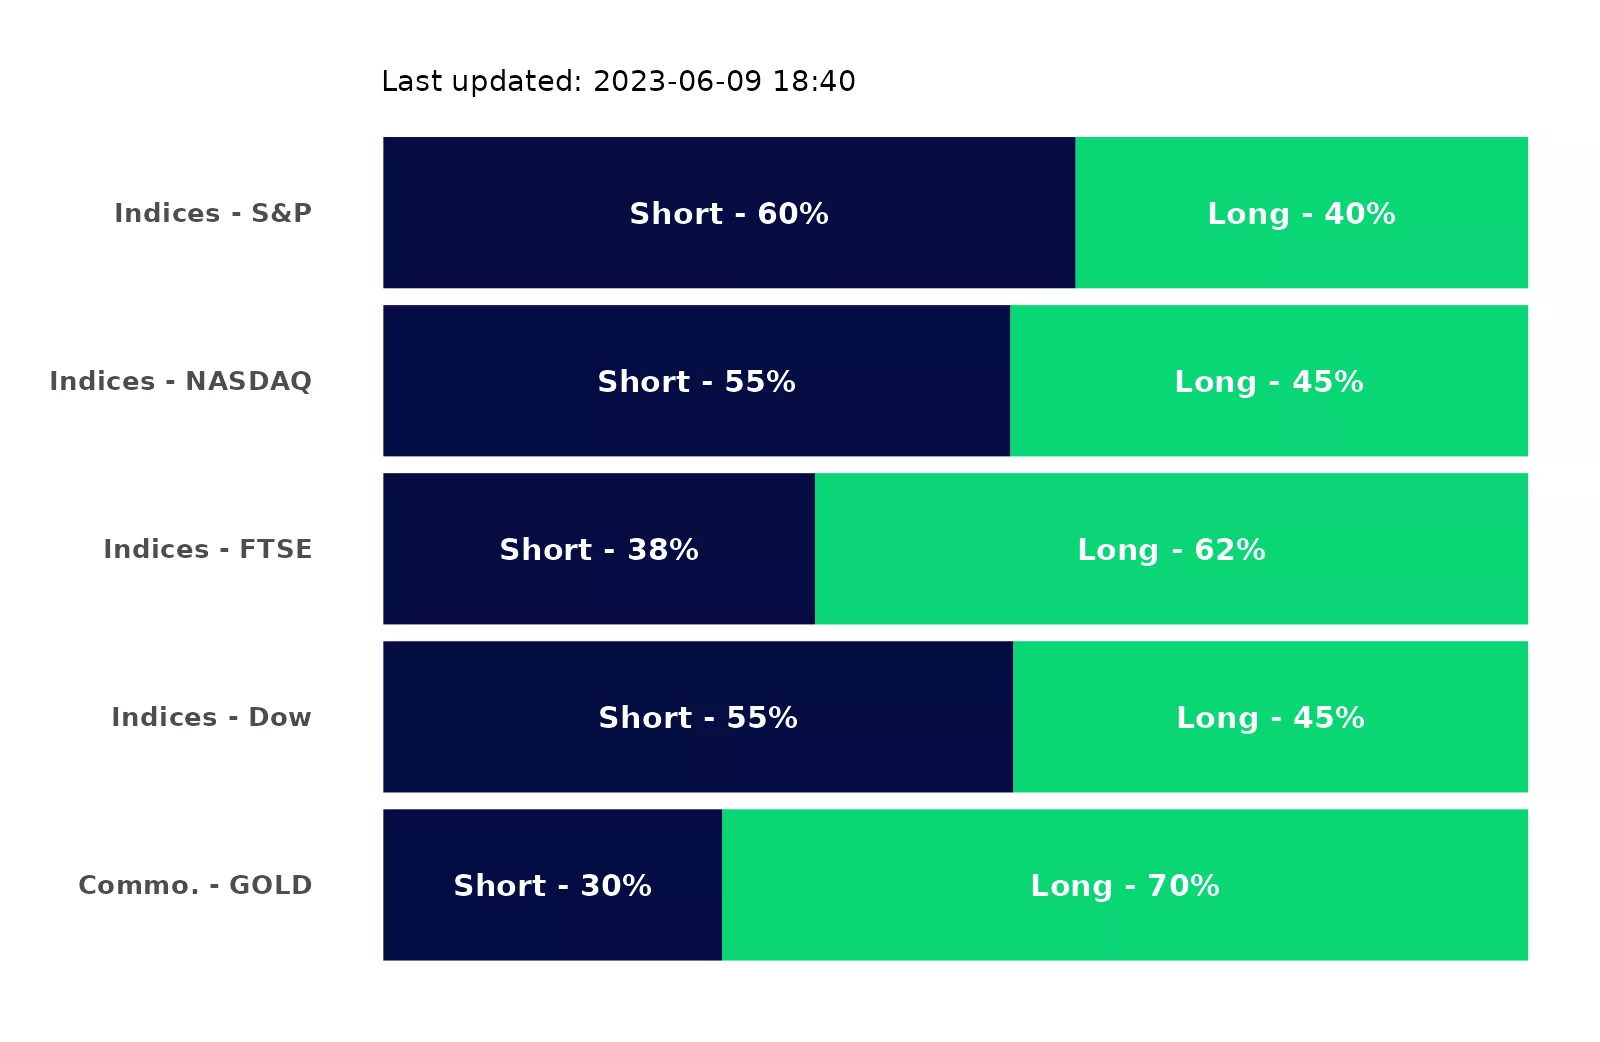 Last updated: 2023-06-09 18:40
Indices - S&P Short - 60% Long - 40%
Indices - NASDAQ Short - 55% Long - 45%
Indices - FTSE Short - 38% Long - 62%
Indices - Dow Short - 55% Long - 45%
Commo. - GOLD Short - 30% Long - 70%